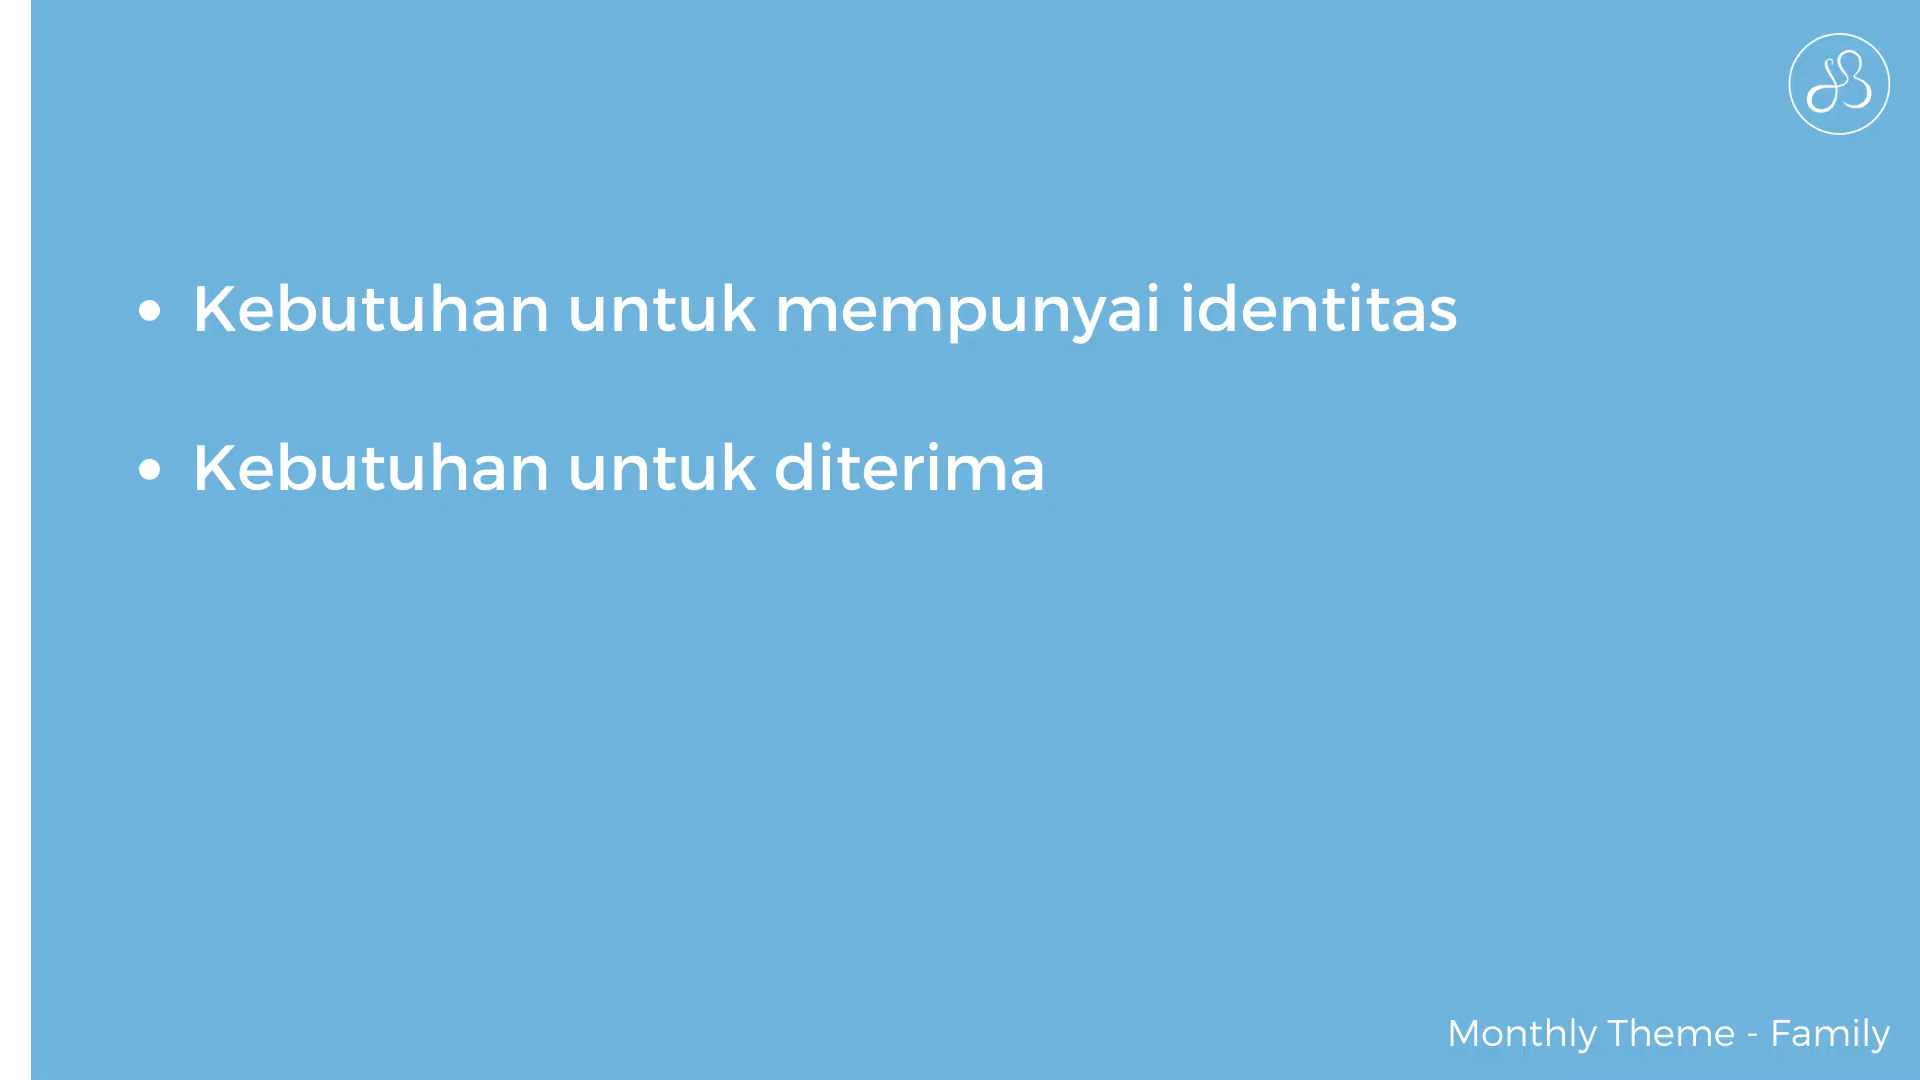 • Kebutuhan untuk mempunyai identitas
• Kebutuhan untuk diterima
Monthly Theme - Family